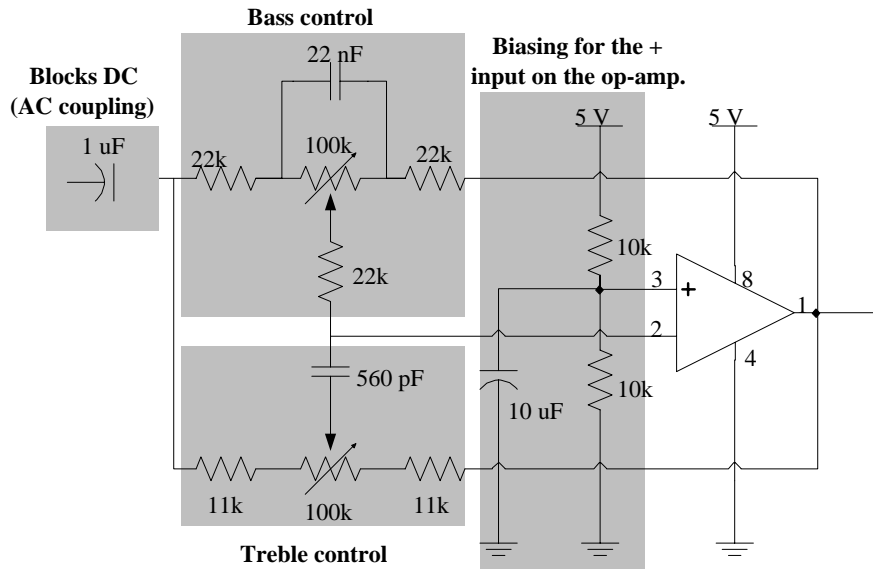 Bass control
Blocks DC
(AC coupling)
1 uF
22 nF
22k
100k
22k
22k
Biasing for the +
input on the op-amp.
5 V
5 V
10k
3
+
8
1
2
4
10k
10 uF
560 pF
11k
100k
11k
Treble control